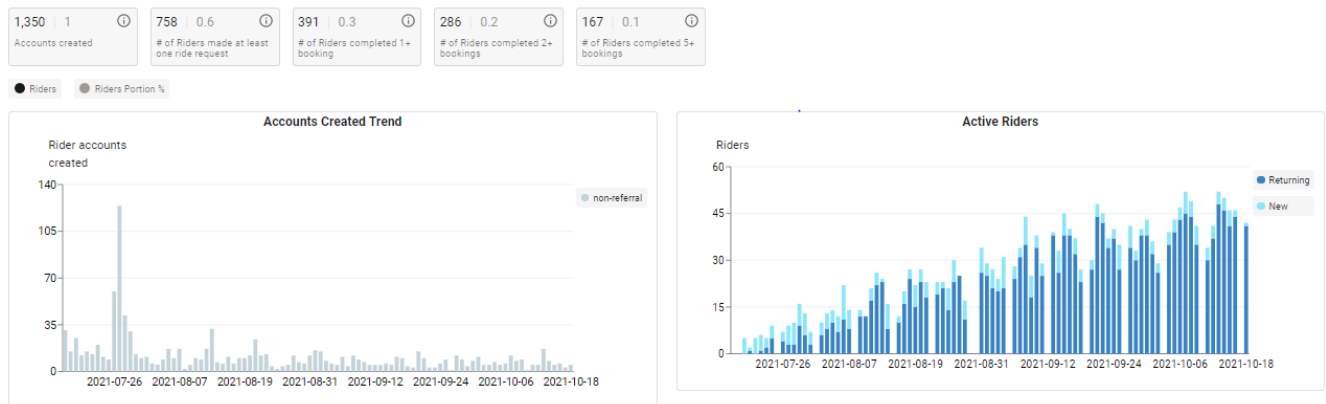 1,350 | 1
Accounts created
758 | 0.6
# of Riders made at least
one ride request
391 | 0.3
# of Riders completed 1+
booking
286 | 0.2
# of Riders completed 2+
bookings
167 | 0.1
# of Riders completed 5+
bookings
Riders
Riders Portion %
Accounts Created Trend
Rider accounts
created
140
105
70
35
0
2021-07-26 2021-08-07 2021-08-19 2021-08-31 2021-09-12 2021-09-24 2021-10-06 2021-10-18
non-referral
Active Riders
Riders
60
45
30
15
0
2021-07-26 2021-08-07 2021-08-19 2021-08-31 2021-09-12 2021-09-24 2021-10-06 2021-10-18
Returning
New